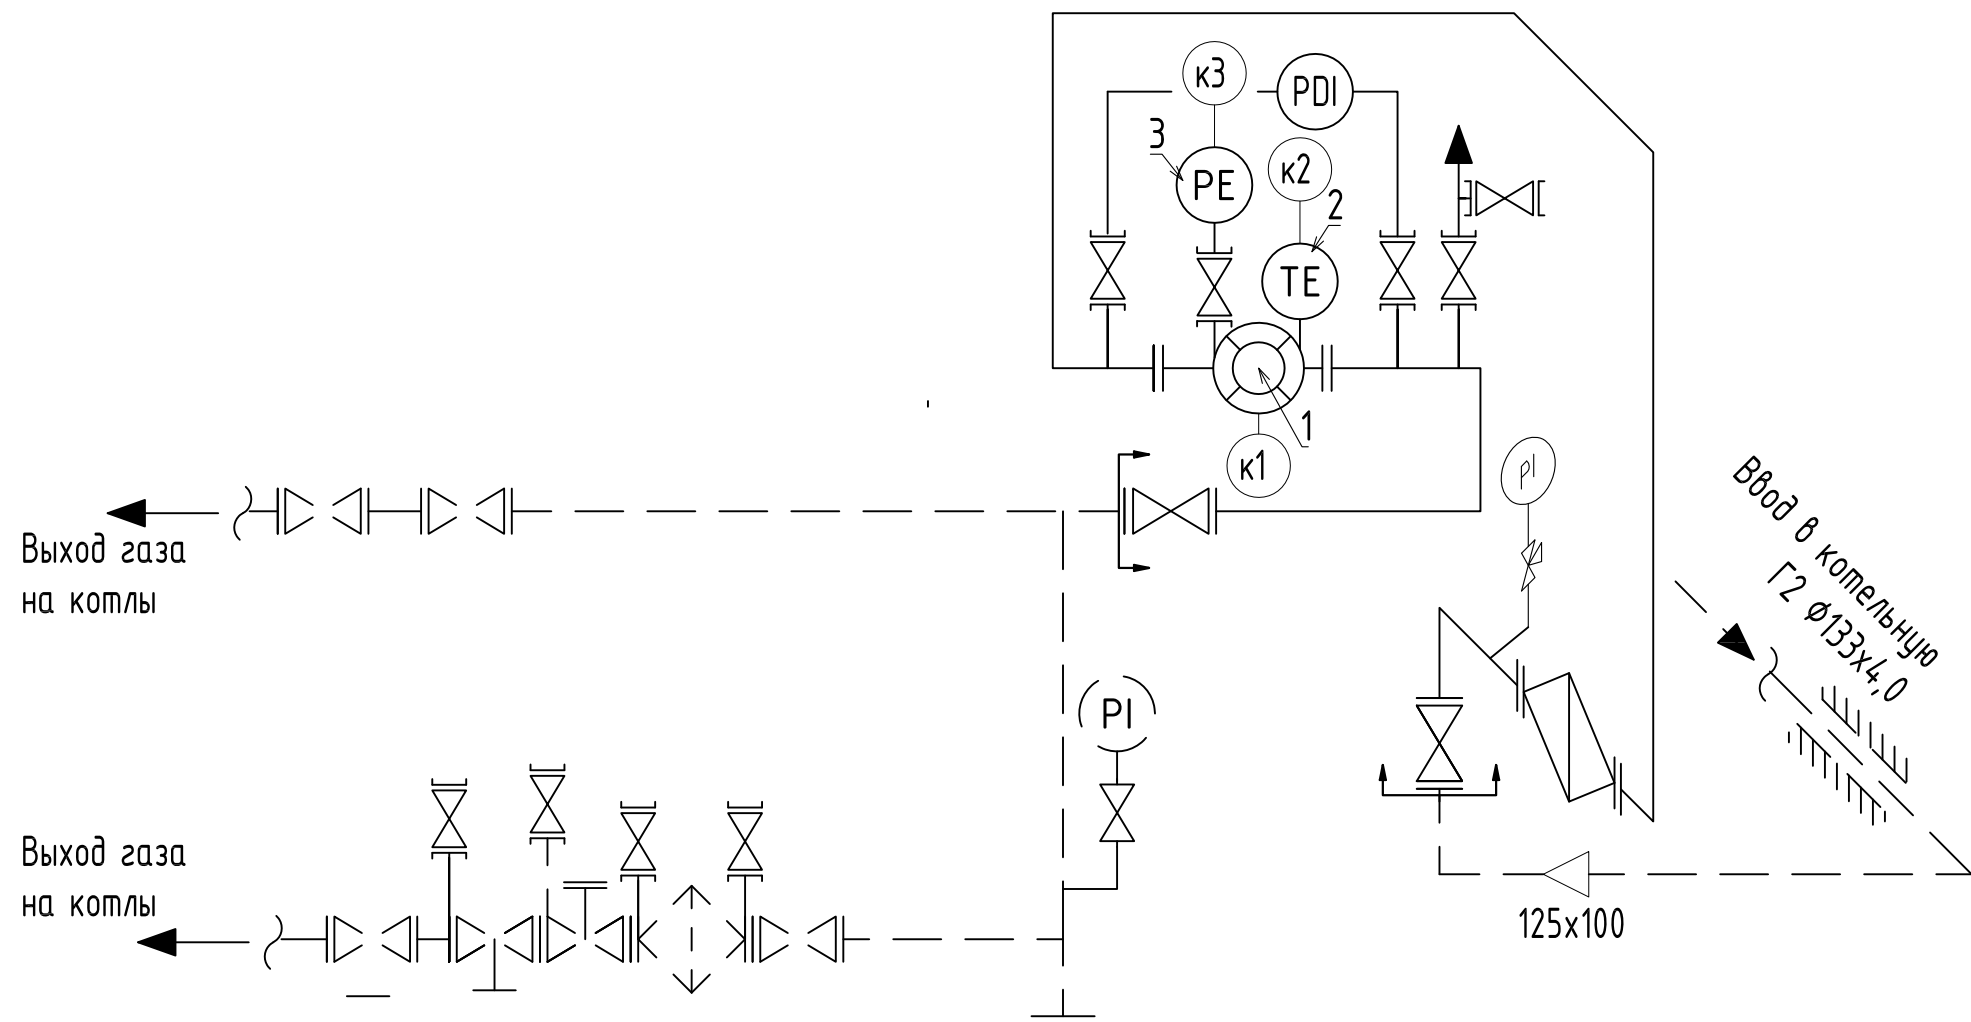 к3
PDI
3
PE
к2
2
TE
1
к1
PI
Ввод в котельную
Г2 ϕ133х4,0
Выход газа
на котлы
PI
Выход газа
на котлы
125х100